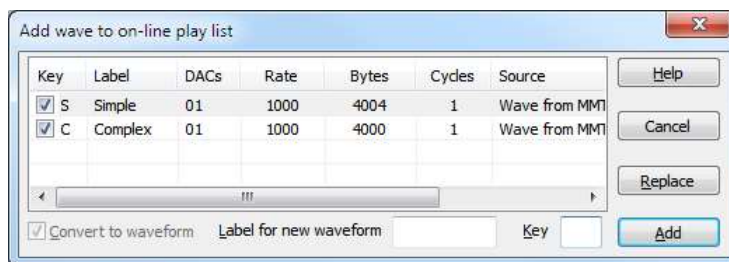 Add wave to on-line play list
Key Label DACs Rate Bytes Cycles Source Help
S Simple 01 1000 4004 1 Wave from
C Complex 01 1000 4000 1 Wave from Cancel
Replace
Convert to waveform Label for new waveform Key Add